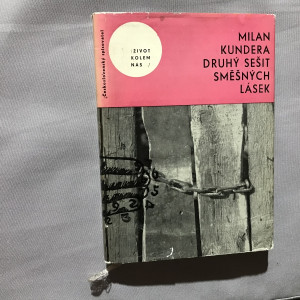 československý spisovatel
ŽIVOT
KOLEM
NÁS /
MILAN
KUNDERA
DRUHÝ SEŠIT
SMĚŠNÝCH
LÁSEK